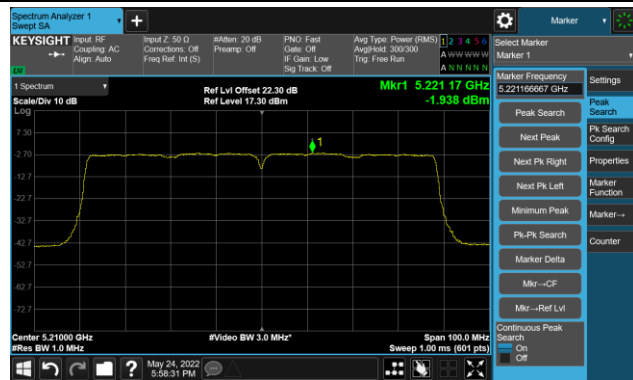 Spectrum Analyzer 1
Swept SA
Marker
KEYSIGHT
Input: RF
Coupling: AC
Align: Auto
Input Z: 50 Ω
Corrections: Off
Freq Ref: Int (S)
#Atten: 20 dB
Preamp: Off
PNO: Fast
Gate: Off
IF Gain: Low
Sig Track: Off
Avg Type: Power (RMS)
Avg|Hold: 300/300
Trig: Free Run
1 2 3 4 5 6
A W W W W W
A N N N N N
Select Marker
Marker 1
1 Spectrum
Scale/Div 10 dB
Log
Ref Lvl Offset 22.30 dB
Ref Level 17.30 dBm
Mkr1 5.221 17 GHz
-1.938 dBm
1
7.30
-2.70
-12.7
-22.7
-32.7
-42.7
-52.7
-62.7
-72.7
Center 5.21000 GHz
#Res BW 1.0 MHz
#Video BW 3.0 MHz*
Span 100.0 MHz
Sweep 1.00 ms (601 pts)
Marker Frequency
5.221166667 GHz
Peak Search
Next Peak
Next Pk Right
Next Pk Left
Minimum Peak
Pk-Pk Search
Marker Delta
Mkr→CF
Mkr→Ref Lvl
Continuous Peak
Search
On
Off
Settings
Peak
Search
Pk Search
Config
Properties
Marker
Function
Marker→
Counter
May 24, 2022
5:58:31 PM